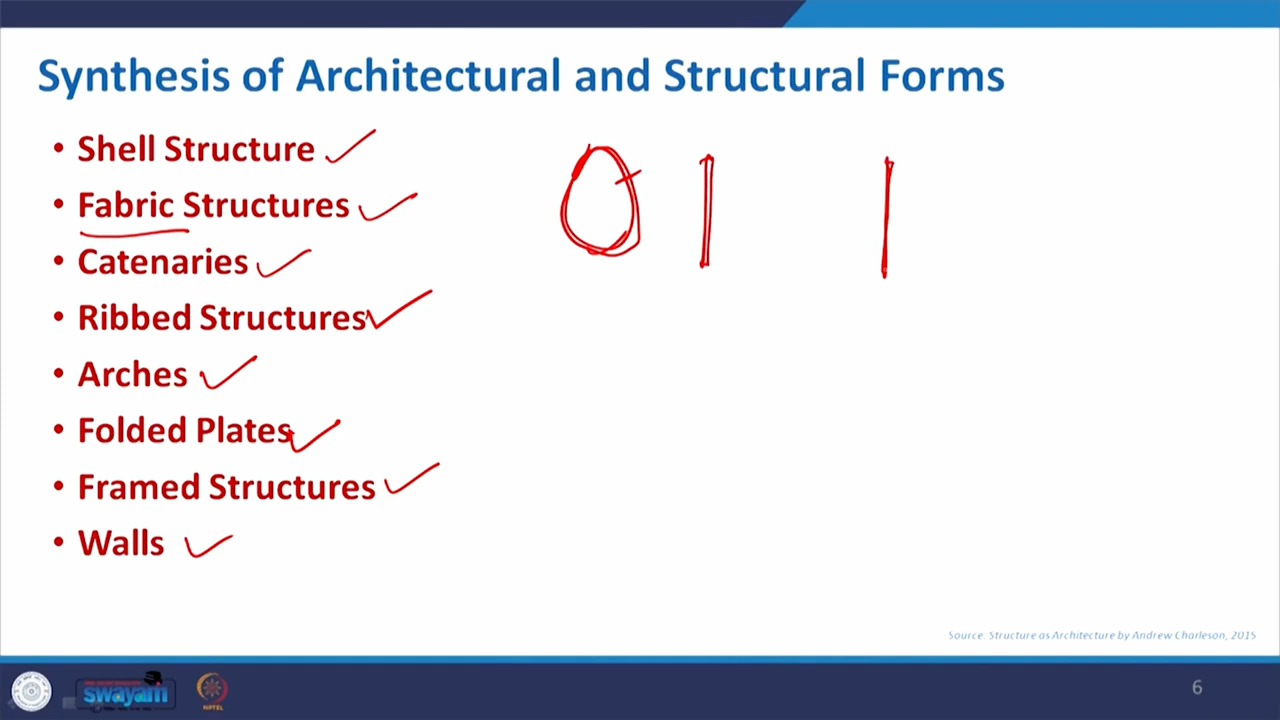 Synthesis of Architectural and Structural Forms
• Shell Structure
• Fabric Structures
• Catenaries
• Ribbed Structures
• Arches
• Folded Plates
• Framed Structures
• Walls
Source: Structure as Architecture by Andrew Charleson, 2015
swayam
NPTEL
6